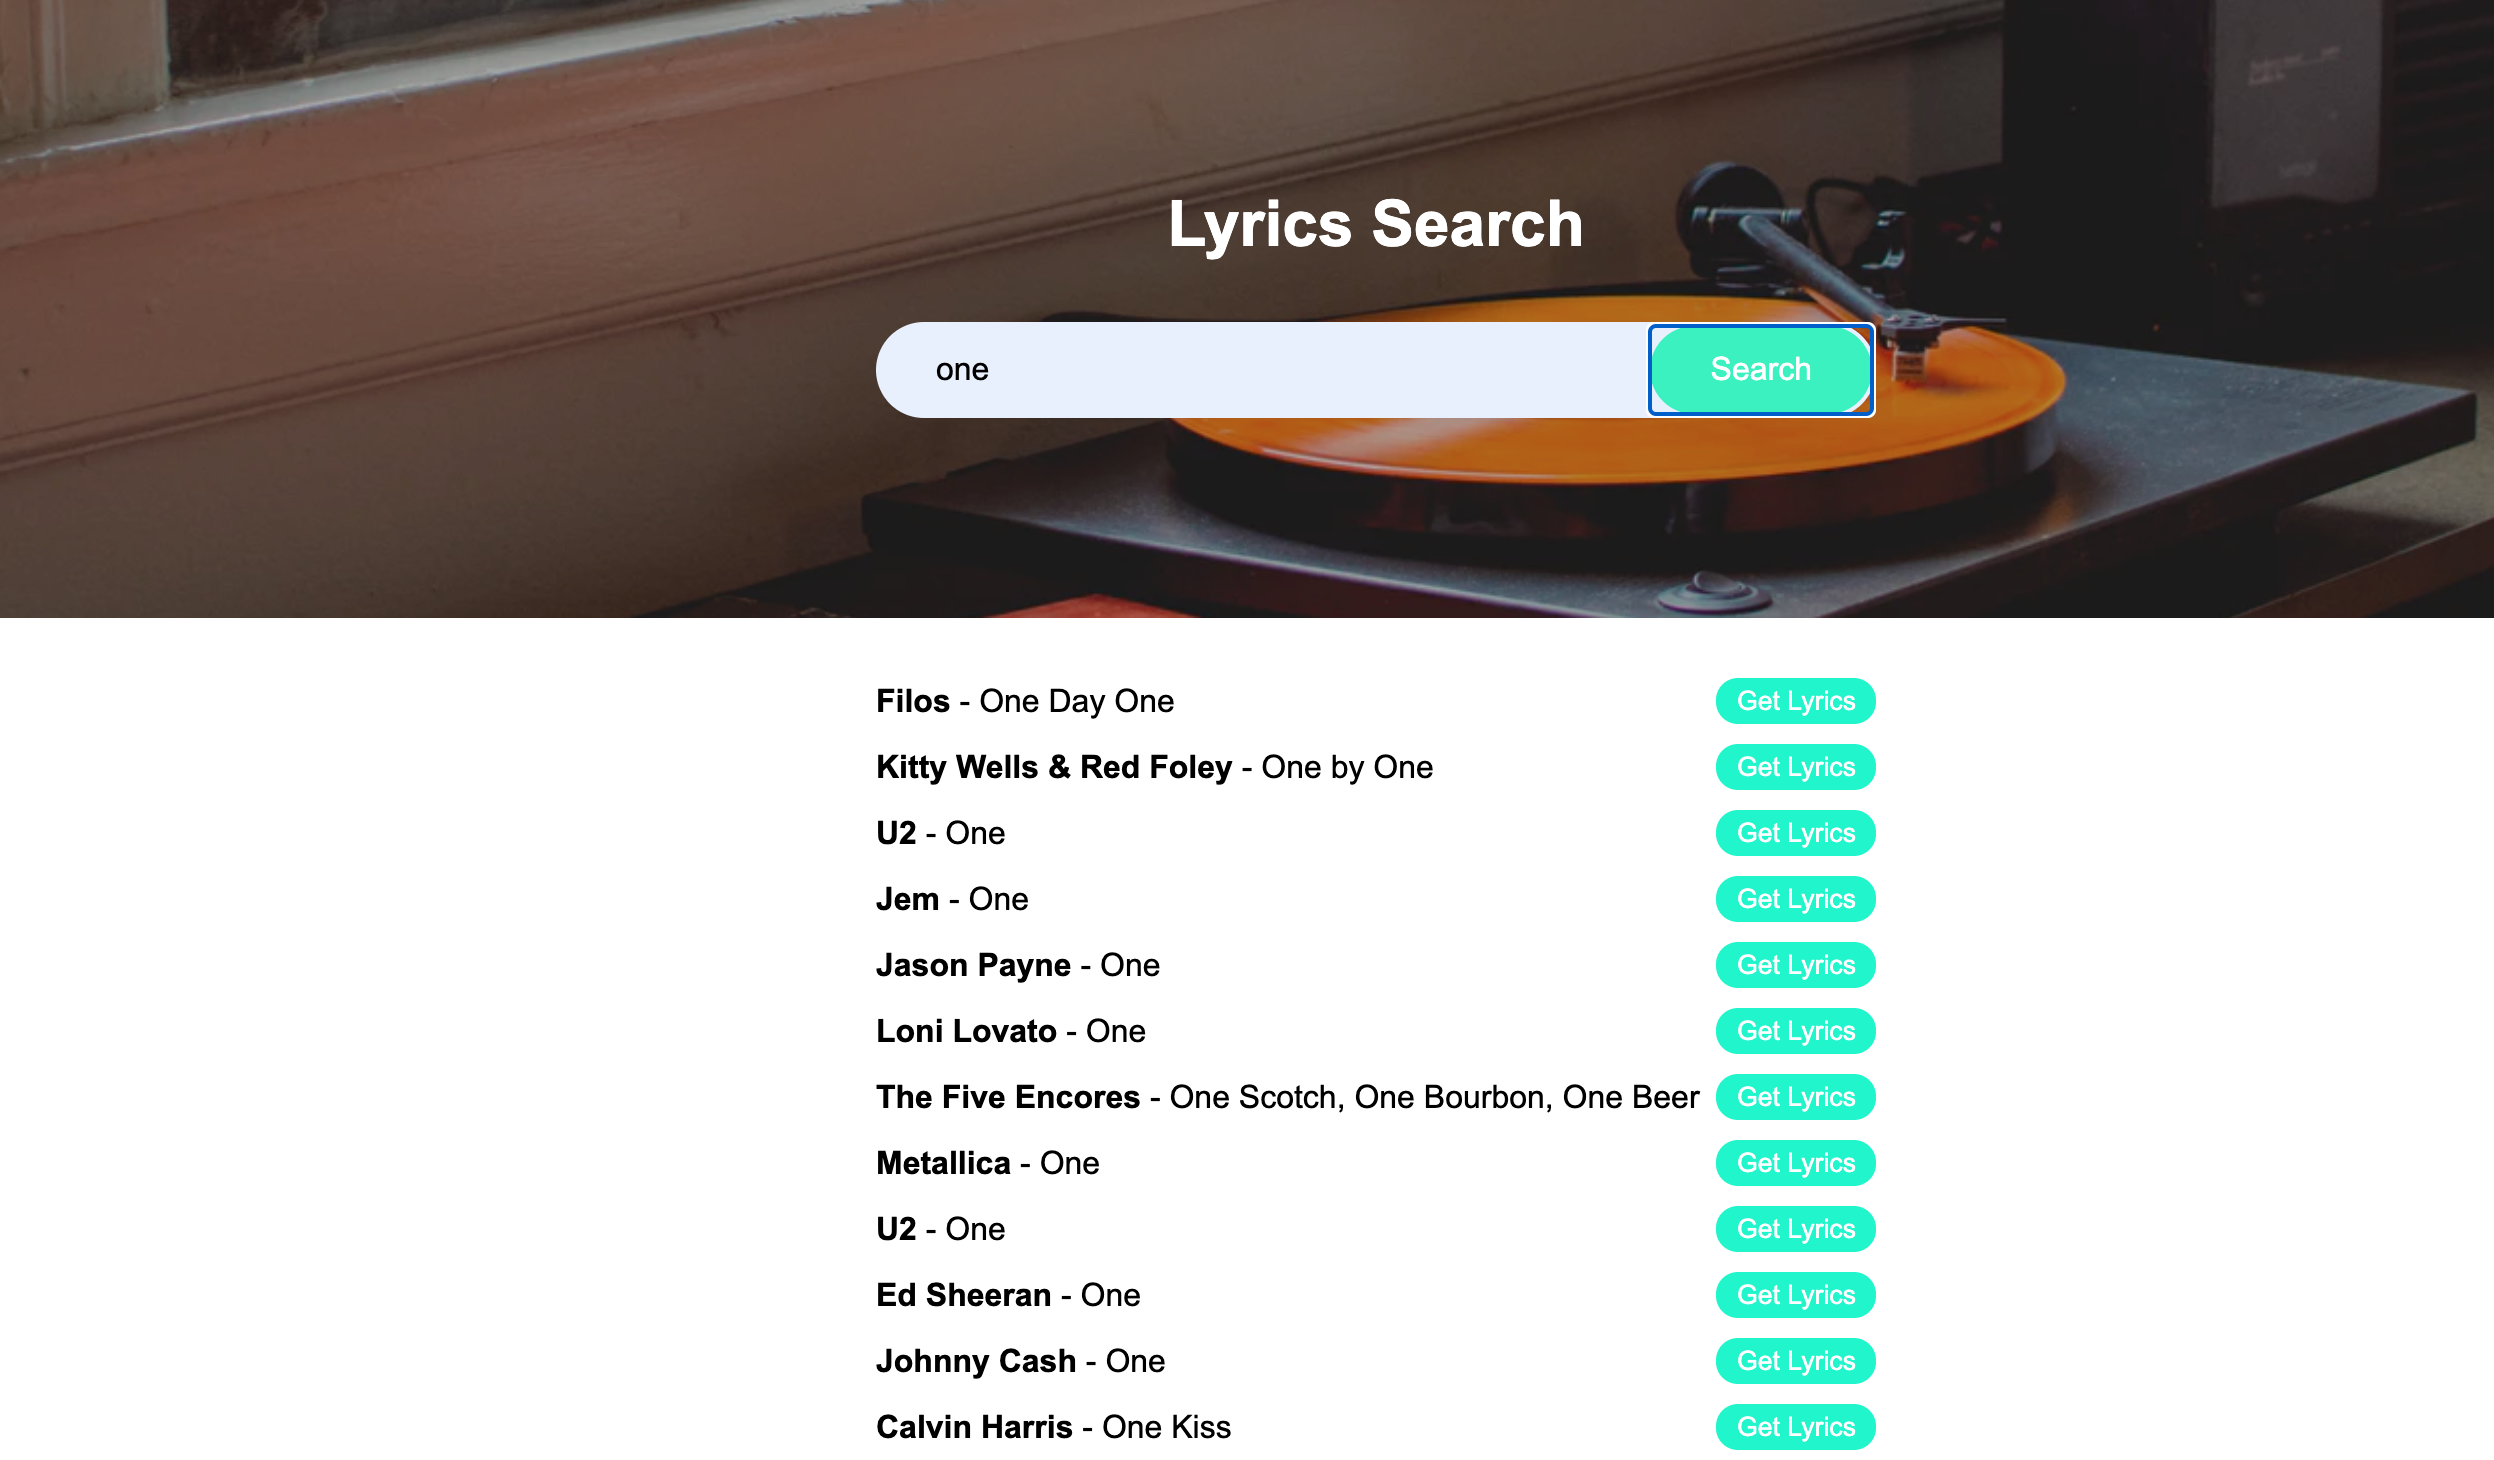 Lyrics Search
one
Search
Filos - One Day One Get Lyrics
Kitty Wells & Red Foley - One by One Get Lyrics
U2 - One Get Lyrics
Jem - One Get Lyrics
Jason Payne - One Get Lyrics
Loni Lovato - One Get Lyrics
The Five Encores - One Scotch, One Bourbon, One Beer Get Lyrics
Metallica - One Get Lyrics
U2 - One Get Lyrics
Ed Sheeran - One Get Lyrics
Johnny Cash - One Get Lyrics
Calvin Harris - One Kiss Get Lyrics